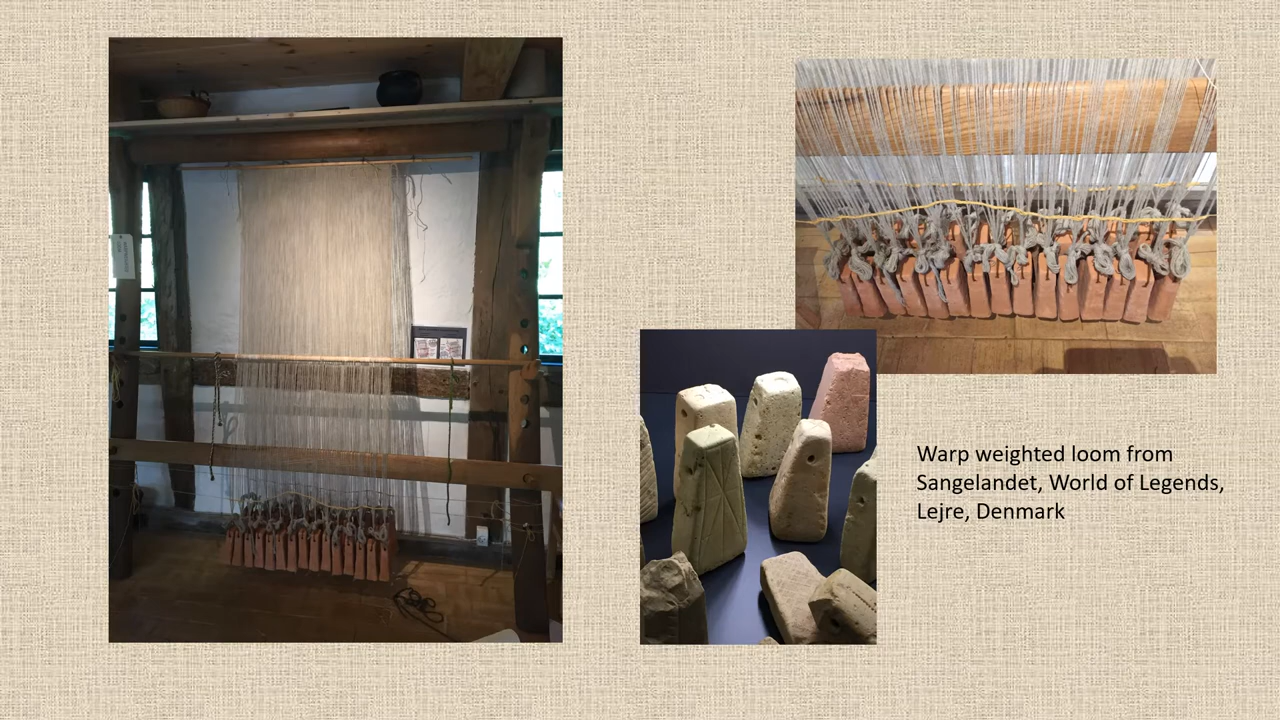 Warp weighted loom from
Sangelandet, World of Legends,
Lejre, Denmark